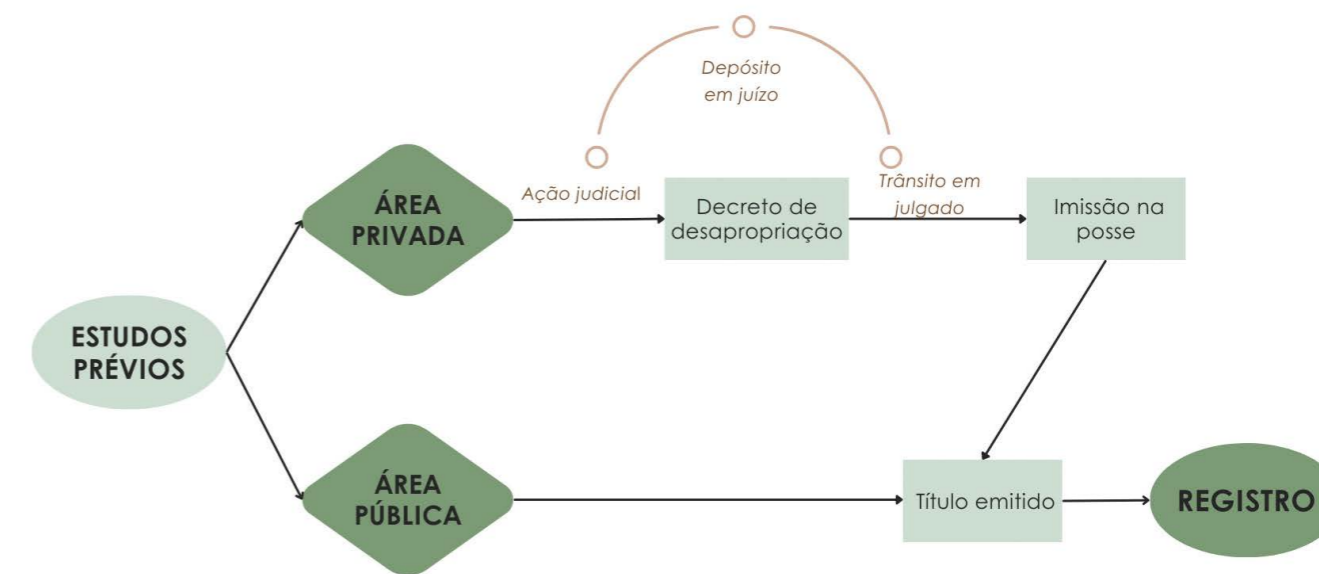 Depósito
em juízo
Ação judicial
Trânsito em
julgado
ÁREA
PRIVADA
Decreto de
desapropriação
Imissão na
posse
ESTUDOS
PRÉVIOS
ÁREA
PÚBLICA
Título emitido
REGISTRO